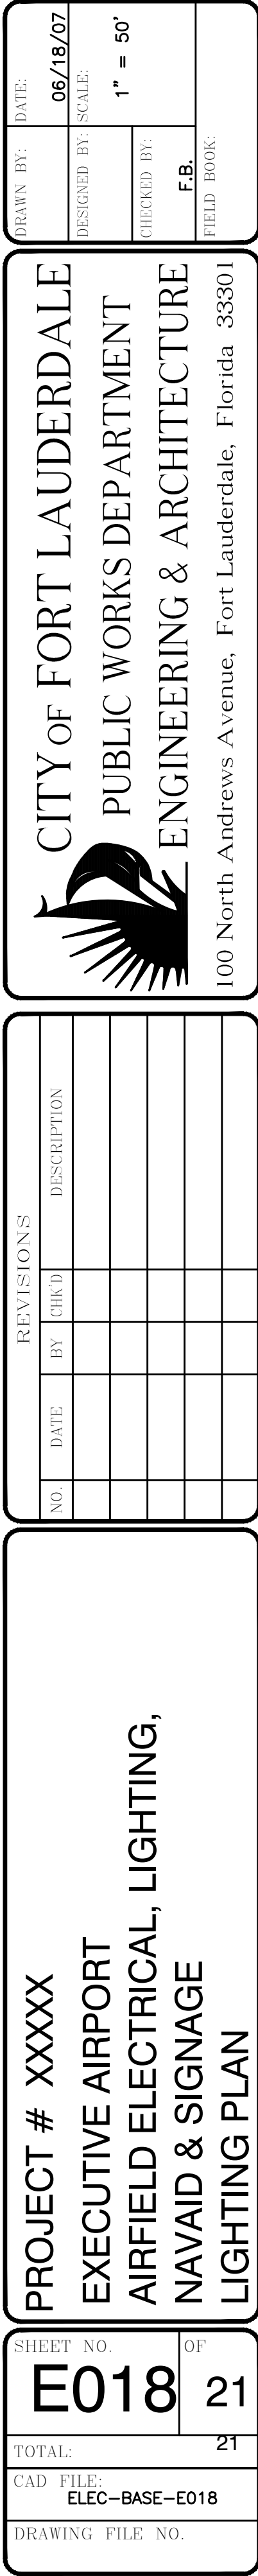 DRAWN BY:
DATE:
06/18/07
DESIGNED BY:
SCALE:
1" = 50'
CHECKED BY:
F.B.
FIELD BOOK:
CITY OF FORT LAUDERDALE
PUBLIC WORKS DEPARTMENT
ENGINEERING & ARCHITECTURE
100 North Andrews Avenue, Fort Lauderdale, Florida 33301
REVISIONS
NO. DATE BY CHK'D DESCRIPTION
PROJECT # XXXXX
EXECUTIVE AIRPORT
AIRFIELD ELECTRICAL, LIGHTING,
NAVAID & SIGNAGE
LIGHTING PLAN
SHEET NO. OF
E018 21
TOTAL: 21
CAD FILE:
ELEC-BASE-E018
DRAWING FILE NO.